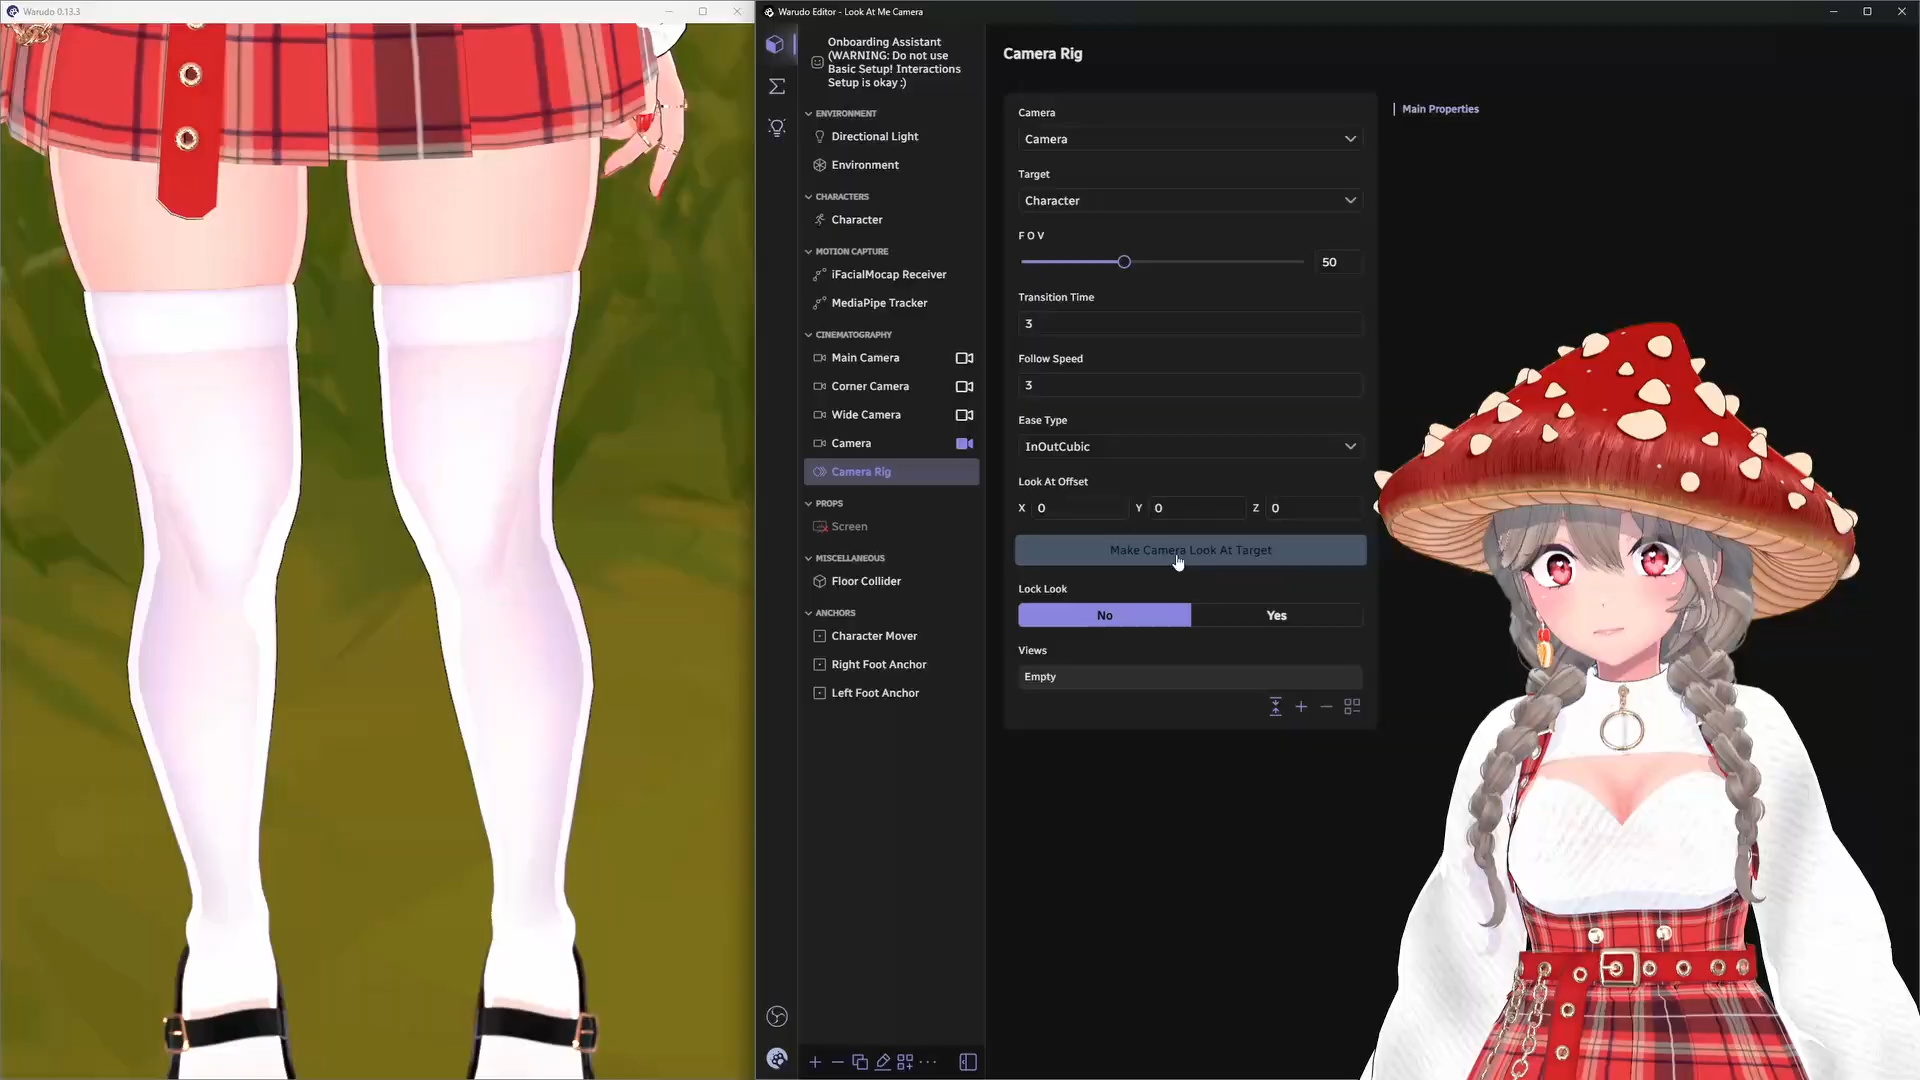 Warudo 0.13.3
Warudo Editor - Look At Me Camera
Onboarding Assistant
(WARNING: Do not use
Basic Setup! Interactions
Setup is okay :)
ENVIRONMENT
Directional Light
Environment
CHARACTERS
Character
MOTION CAPTURE
iFacialMocap Receiver
MediaPipe Tracker
CINEMATOGRAPHY
Main Camera
Corner Camera
Wide Camera
Camera
Camera Rig
PROPS
Screen
MISCELLANEOUS
Floor Collider
ANCHORS
Character Mover
Right Foot Anchor
Left Foot Anchor
Camera Rig
Camera
Camera
Target
Character
F O V
50
Transition Time
3
Follow Speed
3
Ease Type
InOutCubic
Look At Offset
X 0 Y 0 Z 0
Make Camera Look At Target
Lock Look
No Yes
Views
Empty
Main Properties